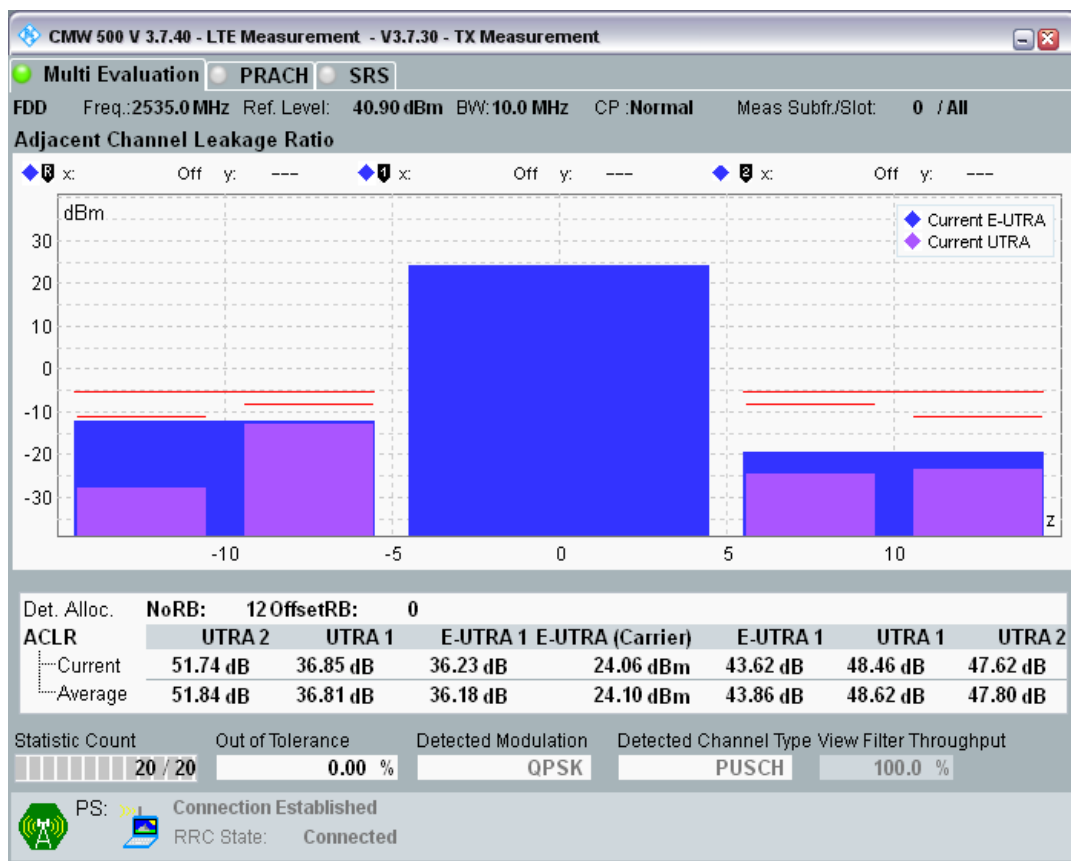 CMW 500 V 3.7.40 - LTE Measurement - V3.7.30 - TX Measurement
Multi Evaluation PRACH SRS
FDD Freq.:2535.0 MHz Ref. Level: 40.90 dBm BW:10.0 MHz CP :Normal Meas Subfr./Slot: 0 / All
Adjacent Channel Leakage Ratio
R x: Off y: --- 1 x: Off y: --- 2 x: Off y: ---
dBm
Current E-UTRA
Current UTRA
30
20
10
0
-10
-20
-30
z
-10 -5 0 5 10
Det. Alloc. NoRB: 12 OffsetRB: 0
ACLR UTRA 2 UTRA 1 E-UTRA 1 E-UTRA (Carrier) E-UTRA 1 UTRA 1 UTRA 2
Current 51.74 dB 36.85 dB 36.23 dB 24.06 dBm 43.62 dB 48.46 dB 47.62 dB
Average 51.84 dB 36.81 dB 36.18 dB 24.10 dBm 43.86 dB 48.62 dB 47.80 dB
Statistic Count Out of Tolerance Detected Modulation Detected Channel Type View Filter Throughput
20 / 20 0.00 % QPSK PUSCH 100.0 %
PS: Connection Established
RRC State: Connected